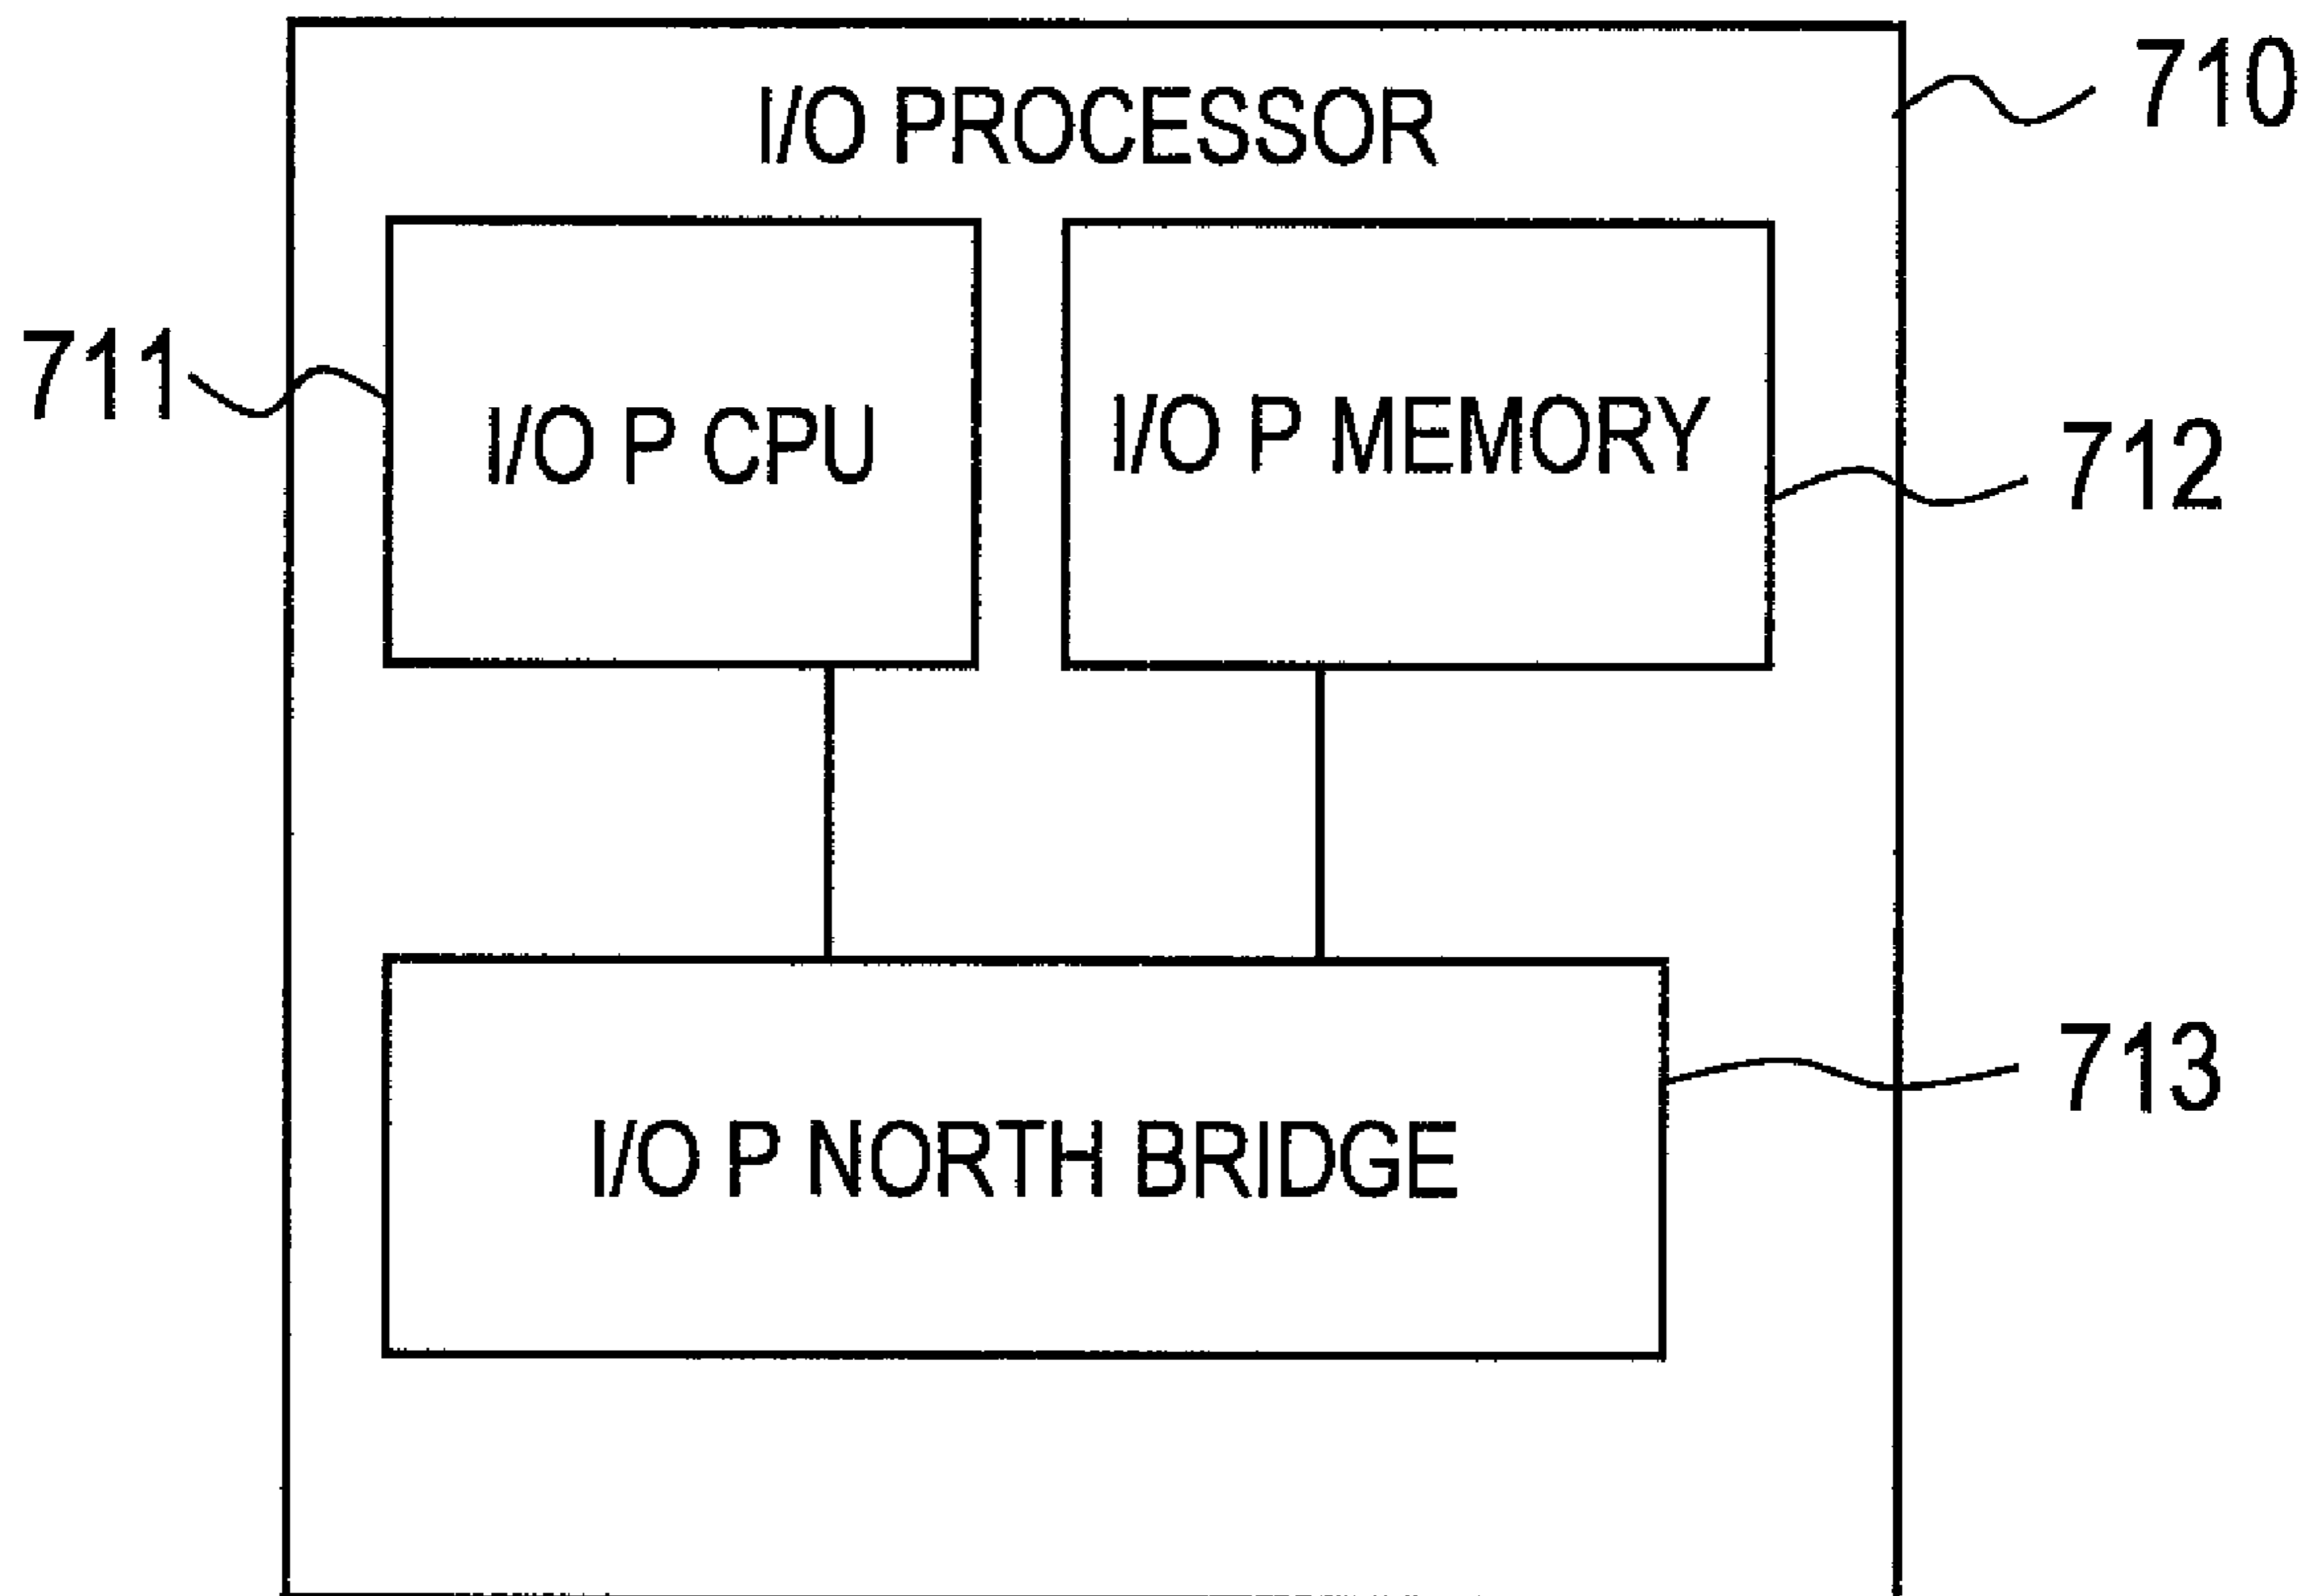 I/O PROCESSOR
710
711
I/O P CPU
I/O P MEMORY
712
I/O P NORTH BRIDGE
713